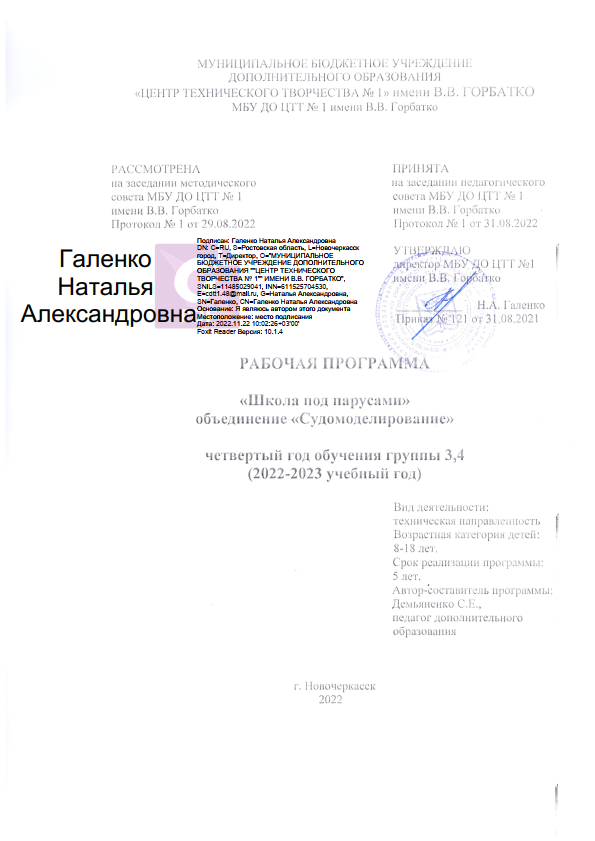 МУНИЦИПАЛЬНОЕ БЮДЖЕТНОЕ УЧРЕЖДЕНИЕ
ДОПОЛНИТЕЛЬНОГО ОБРАЗОВАНИЯ
«ЦЕНТР ТЕХНИЧЕСКОГО ТВОРЧЕСТВА № 1» имени В.В. ГОРБАТКО
МБУ ДО ЦТТ № 1 имени В.В. Горбатко
РАССМОТРЕНА
на заседании методического
совета МБУ ДО ЦТТ № 1
имени В.В. Горбатко
Протокол № 1 от 29.08.2022
ПРИНЯТА
на заседании педагогического
совета МБУ ДО ЦТТ № 1
имени В.В. Горбатко
Протокол № 1 от 31.08.2022
УТВЕРЖДАЮ
директор МБУ ДО ЦТТ №1
имени В.В. Горбатко
Н.А. Галенко
Приказ № 121 от 31.08.2021
Галенко
Наталья
Александровна
Подписан: Галенко Наталья Александровна
DN: C=RU, S=Ростовская область, L=Новочеркасск
город, T=Директор, O="МУНИЦИПАЛЬНОЕ
БЮДЖЕТНОЕ УЧРЕЖДЕНИЕ ДОПОЛНИТЕЛЬНОГО
ОБРАЗОВАНИЯ ""ЦЕНТР ТЕХНИЧЕСКОГО
ТВОРЧЕСТВА № 1"" ИМЕНИ В.В. ГОРБАТКО",
SNILS=11485029041, INN=611525704530,
E=cdtt1.48@mail.ru, G=Наталья Александровна,
SN=Галенко, CN=Галенко Наталья Александровна
Основание: Я являюсь автором этого документа
Местоположение: место подписания
Дата: 2022.11.22 10:02:26+03'00'
Foxit Reader Версия: 10.1.4
РАБОЧАЯ ПРОГРАММА
«Школа под парусами»
объединение «Судомоделирование»
четвертый год обучения группы 3,4
(2022-2023 учебный год)
Вид деятельности:
техническая направленность
Возрастная категория детей:
8-18 лет.
Срок реализации программы:
5 лет.
Автор-составитель программы:
Демьяненко С.Е.,
педагог дополнительного
образования
г. Новочеркасск
2022